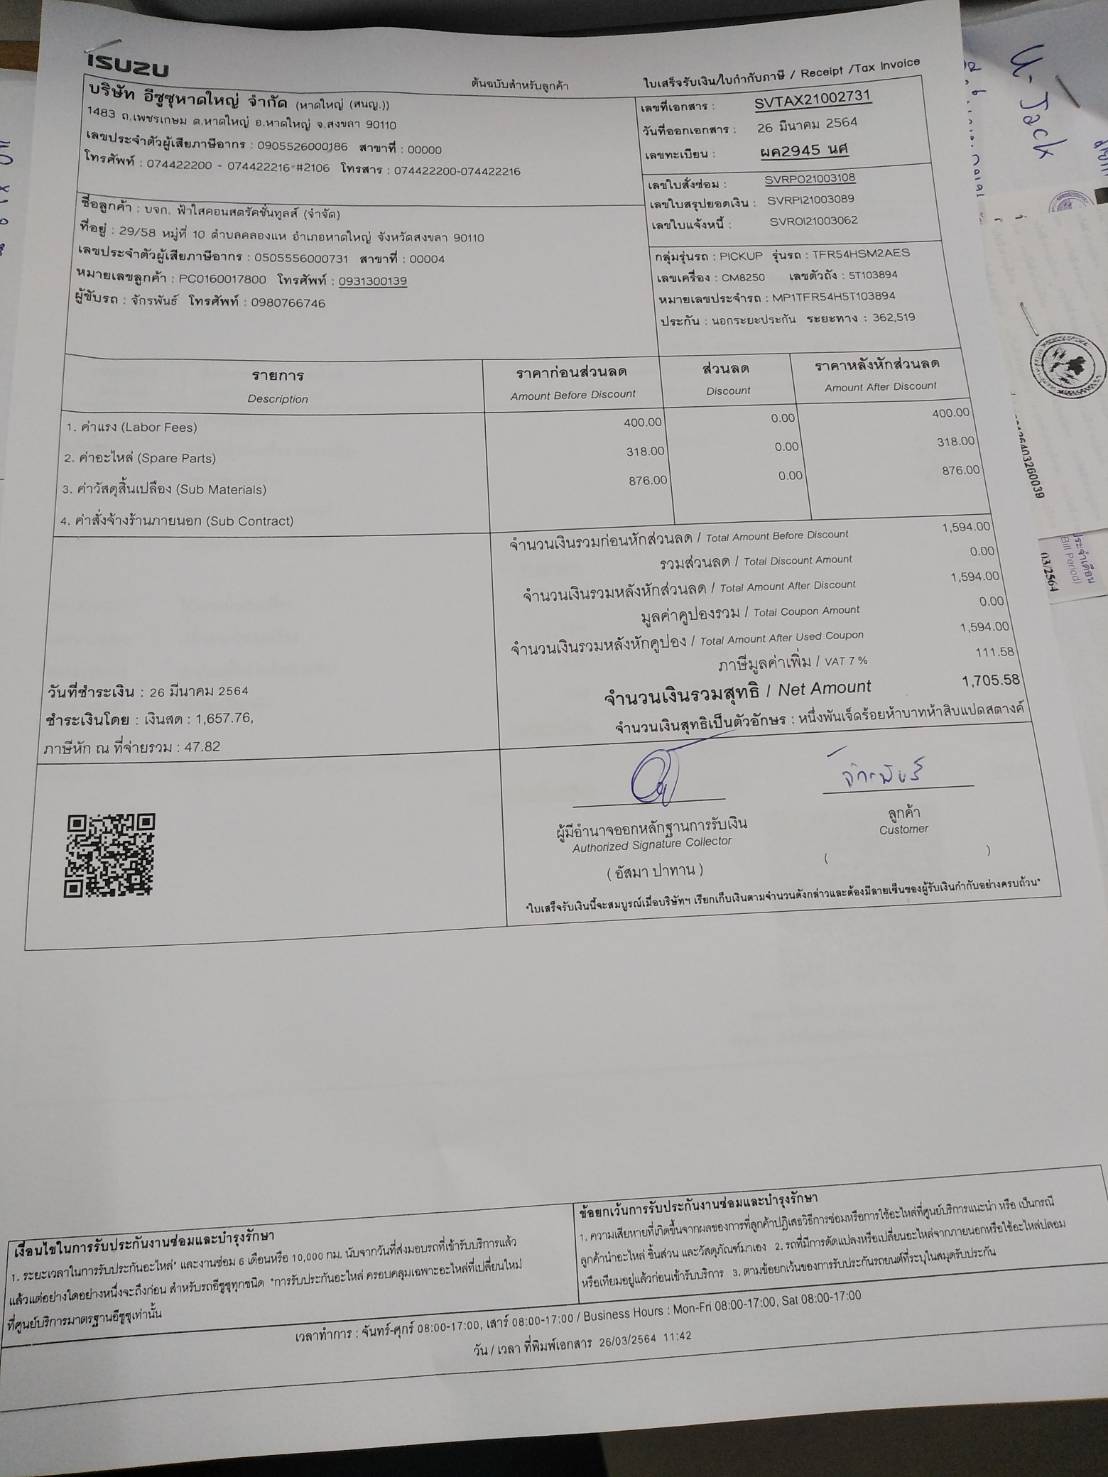 ISUZU
ต้นฉบับสำหรับลูกค้า
ใบเสร็จรับเงิน/ใบกำกับภาษี / Receipt /Tax Invoice
บริษัท อีซูซุหาดใหญ่ จำกัด (หาดใหญ่ (สนญ.))
1483 ถ.เพชรเกษม ต.หาดใหญ่ อ.หาดใหญ่ จ.สงขลา 90110
เลขประจำตัวผู้เสียภาษีอากร : 0905526000186 สาขาที่ : 00000
โทรศัพท์ : 074422200 - 074422216 #2106 โทรสาร : 074422200-074422216
เลขที่เอกสาร : SVTAX21002731
วันที่ออกเอกสาร : 26 มีนาคม 2564
เลขทะเบียน : ผค2945 นศ
ชื่อลูกค้า : บจก. ฟ้าใสคอนสตรัคชั่นทูลส์ (จำจัด)
ที่อยู่ : 29/58 หมู่ที่ 10 ตำบลคลองแห อำเภอหาดใหญ่ จังหวัดสงขลา 90110
เลขประจำตัวผู้เสียภาษีอากร : 0505556000731 สาขาที่ : 00004
หมายเลขลูกค้า : PC0160017800 โทรศัพท์ : 0931300139
ผู้ขับรถ : จักรพันธ์ โทรศัพท์ : 0980766746
เลขใบสั่งซ่อม : SVRPO21003108
เลขใบสรุปยอดเงิน : SVRPI21003089
เลขใบแจ้งหนี้ : SVROI21003062
กลุ่มรุ่นรถ : PICKUP รุ่นรถ : TFR54HSM2AES
เลขเครื่อง : CM8250 เลขตัวถัง : 5T103894
หมายเลขประจำรถ : MP1TFR54H5T103894
ประกัน : นอกระยะประกัน ระยะทาง : 362,519
รายการ ราคาก่อนส่วนลด ส่วนลด ราคาหลังหักส่วนลด
Description Amount Before Discount Discount Amount After Discount
1. ค่าแรง (Labor Fees) 400.00 0.00 400.00
2. ค่าอะไหล่ (Spare Parts) 318.00 0.00 318.00
3. ค่าวัสดุสิ้นเปลือง (Sub Materials) 876.00 0.00 876.00
4. ค่าสั่งจ้างร้านภายนอก (Sub Contract)
จำนวนเงินรวมก่อนหักส่วนลด / Total Amount Before Discount 1,594.00
รวมส่วนลด / Total Discount Amount 0.00
จำนวนเงินรวมหลังหักส่วนลด / Total Amount After Discount 1,594.00
มูลค่าคูปองรวม / Total Coupon Amount 0.00
จำนวนเงินรวมหลังหักคูปอง / Total Amount After Used Coupon 1,594.00
ภาษีมูลค่าเพิ่ม / VAT 7 % 111.58
จำนวนเงินรวมสุทธิ / Net Amount 1,705.58
จำนวนเงินสุทธิเป็นตัวอักษร : หนึ่งพันเจ็ดร้อยห้าบาทห้าสิบแปดสตางค์
วันที่ชำระเงิน : 26 มีนาคม 2564
ชำระเงินโดย : เงินสด : 1,657.76,
ภาษีหัก ณ ที่จ่ายรวม : 47.82
จักรพันธ์
ผู้มีอำนาจออกหลักฐานการรับเงิน
Authorized Signature Collector
( อัสมา ปาทาน )
ลูกค้า
Customer
( )
"ใบเสร็จรับเงินนี้จะสมบูรณ์เมื่อบริษัทฯ เรียกเก็บเงินตามจำนวนดังกล่าวและต้องมีลายเซ็นของผู้รับเงินกำกับอย่างครบถ้วน"
เงื่อนไขในการรับประกันงานซ่อมและบำรุงรักษา
1. ระยะเวลาในการรับประกันอะไหล่* และงานซ่อม 6 เดือนหรือ 10,000 กม. นับจากวันที่ส่งมอบรถที่เข้ารับบริการแล้ว
แล้วแต่อย่างใดอย่างหนึ่งจะถึงก่อน สำหรับรถอีซูซุทุกชนิด *การรับประกันอะไหล่ ครอบคลุมเฉพาะอะไหล่ที่เปลี่ยนใหม่
ที่ศูนย์บริการมาตรฐานอีซูซุเท่านั้น
ข้อยกเว้นการรับประกันงานซ่อมและบำรุงรักษา
1. ความเสียหายที่เกิดขึ้นจากผลของการที่ลูกค้าปฏิเสธวิธีการซ่อมหรือการใช้อะไหล่ที่ศูนย์บริการแนะนำ หรือ เป็นกรณี
ลูกค้านำอะไหล่ ชิ้นส่วน และวัสดุภัณฑ์มาเอง 2. รถที่มีการดัดแปลงหรือเปลี่ยนอะไหล่จากภายนอกหรือใช้อะไหล่ปลอม
หรือเทียมอยู่แล้วก่อนเข้ารับบริการ 3. ตามข้อยกเว้นของการรับประกันรถยนต์ที่ระบุในสมุดรับประกัน
เวลาทำการ : จันทร์-ศุกร์ 08:00-17:00, เสาร์ 08:00-17:00 / Business Hours : Mon-Fri 08:00-17:00, Sat 08:00-17:00
วัน / เวลา ที่พิมพ์เอกสาร 26/03/2564 11:42
U-Jack
ประจำเดือน
Bill Period
03/2564